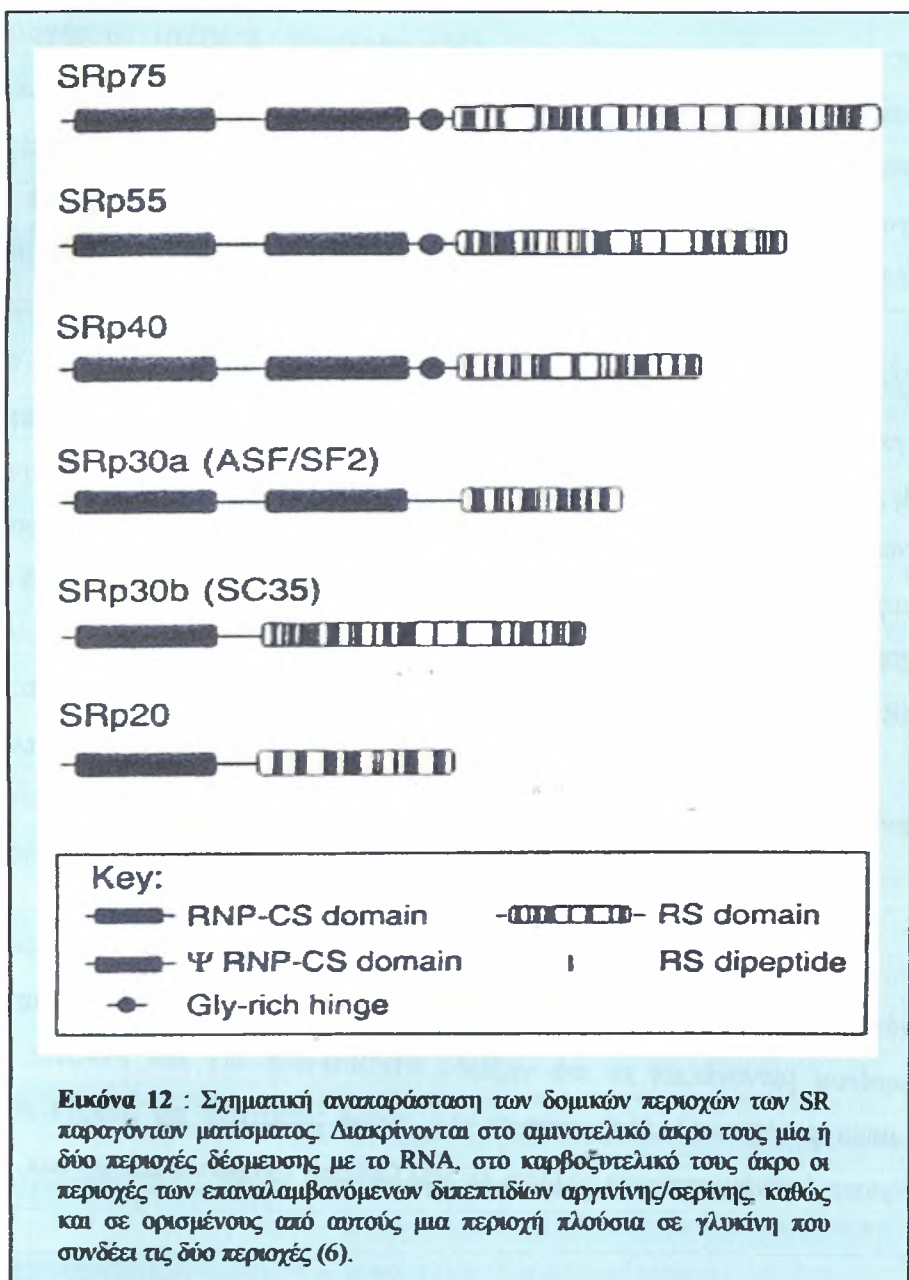 SRp75
SRp55
SRp40
SRp30a (ASF/SF2)
SRp30b (SC35)
SRp20
Key:
RNP-CS domain
RS domain
Ψ RNP-CS domain
RS dipeptide
Gly-rich hinge
Εικόνα 12 : Σχηματική αναπαράσταση των δομικών περιοχών των SR
παραγόντων ματίσματος. Διακρίνονται στο αμινοτελικό άκρο τους μία ή
δύο περιοχές δέσμευσης με το RNA, στο καρβοξυτελικό τους άκρο οι
περιοχές των επαναλαμβανόμενων διπεπτιδίων αργινίνης/σερίνης, καθώς
και σε ορισμένους από αυτούς μια περιοχή πλούσια σε γλυκίνη που
συνδέει τις δύο περιοχές (6).